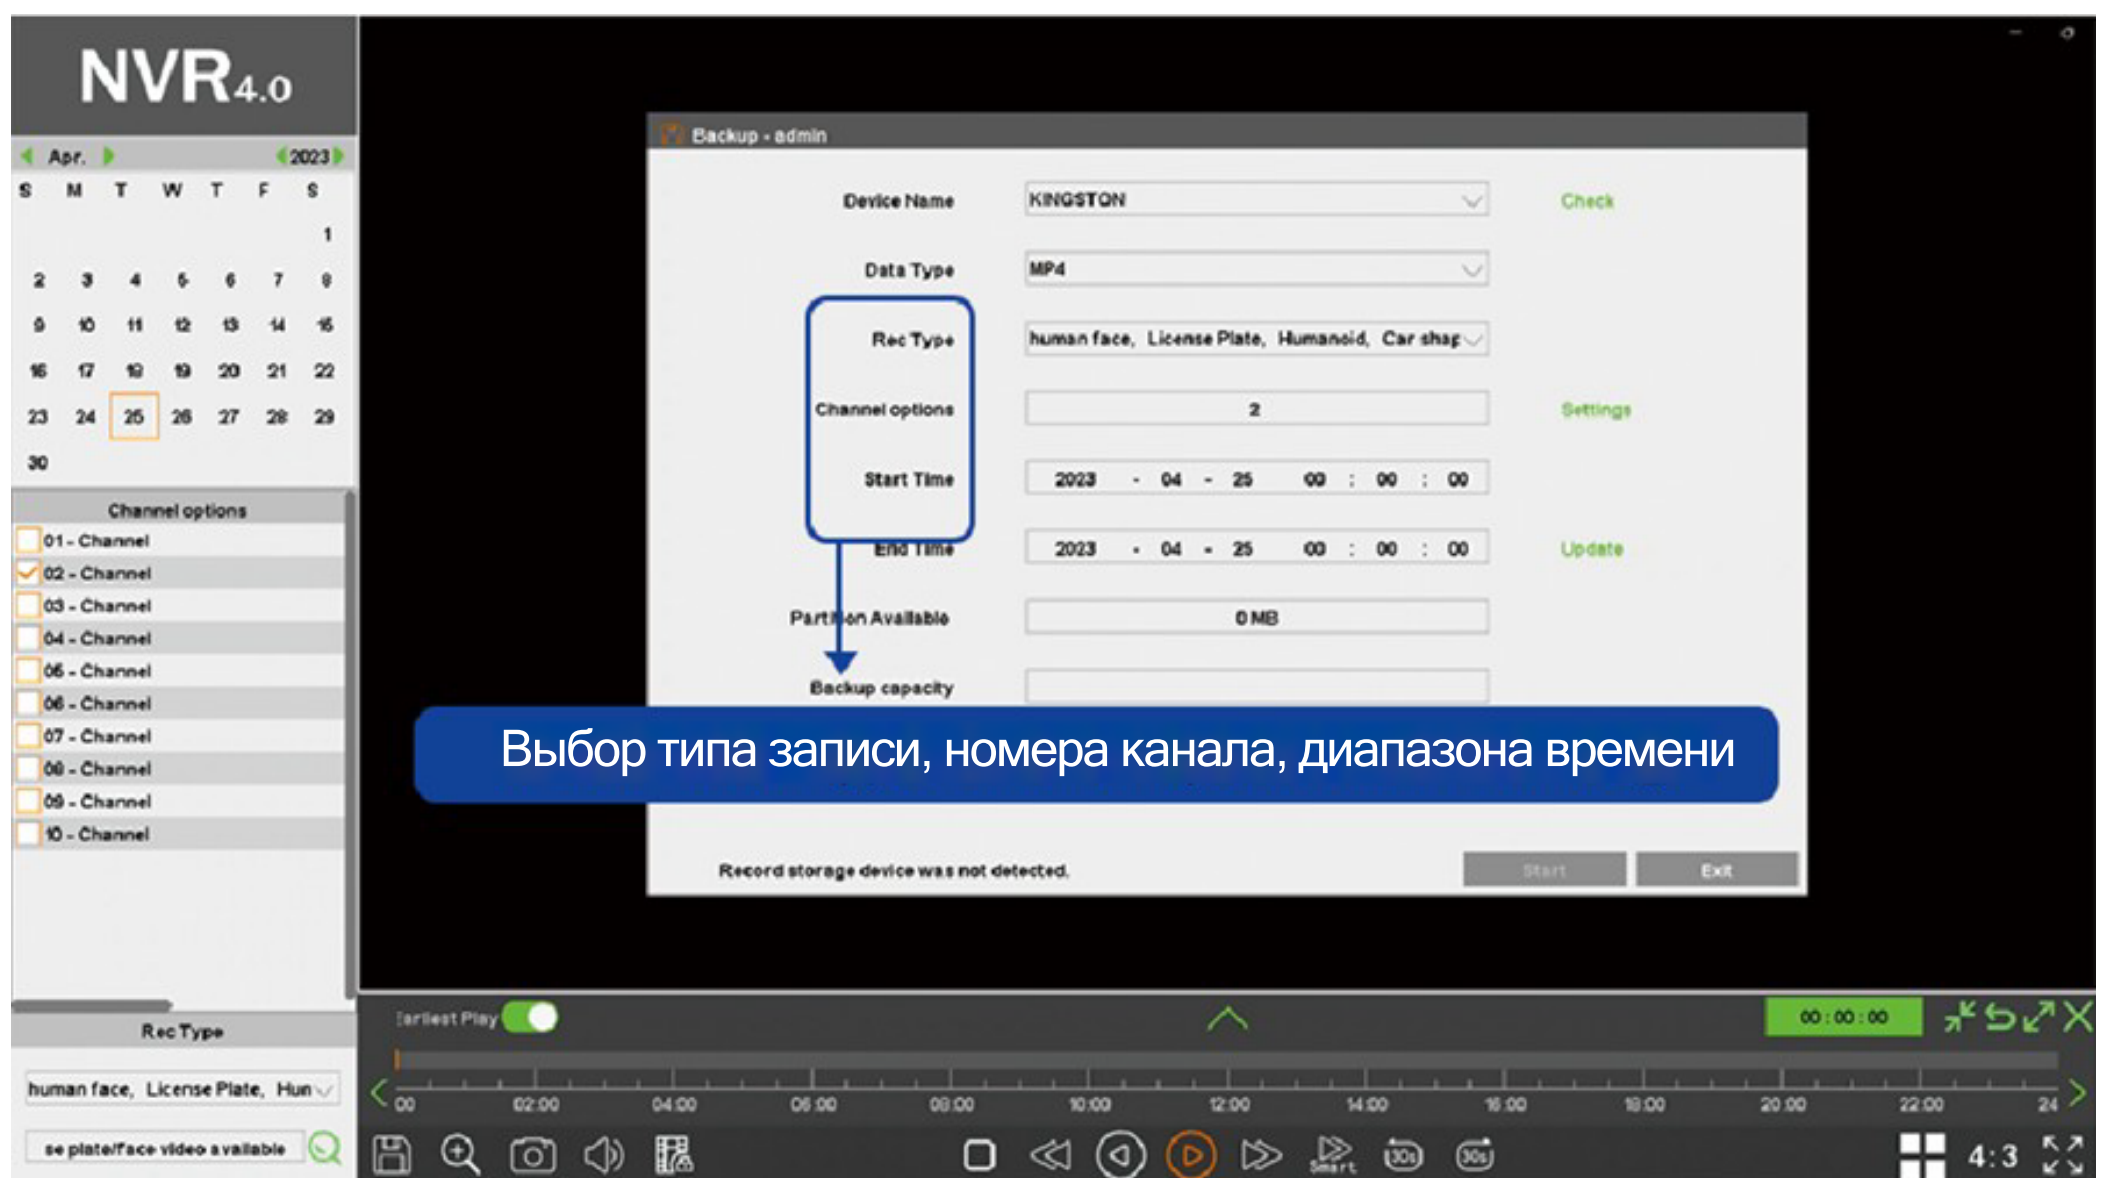 NVR4.0
Apr. 2023
S M T W T F S
1
2 3 4 5 6 7 8
9 10 11 12 13 14 15
16 17 18 19 20 21 22
23 24 25 26 27 28 29
30
Channel options
01 - Channel
02 - Channel
03 - Channel
04 - Channel
05 - Channel
06 - Channel
07 - Channel
08 - Channel
09 - Channel
10 - Channel
Rec Type
human face, License Plate, Hun
se plate/face video available
Backup - admin
Device Name KINGSTON Check
Data Type MP4
Rec Type human face, License Plate, Humanoid, Car shap
Channel options 2 Settings
Start Time 2023 - 04 - 25 00 : 00 : 00
End Time 2023 - 04 - 25 00 : 00 : 00 Update
Partition Available 0 MB
Backup capacity
Выбор типа записи, номера канала, диапазона времени
Record storage device was not detected. Start Exit
Earliest Play 00 : 00 : 00
00 02:00 04:00 06:00 08:00 10:00 12:00 14:00 16:00 18:00 20:00 22:00 24
Smart 30s 30s 4:3